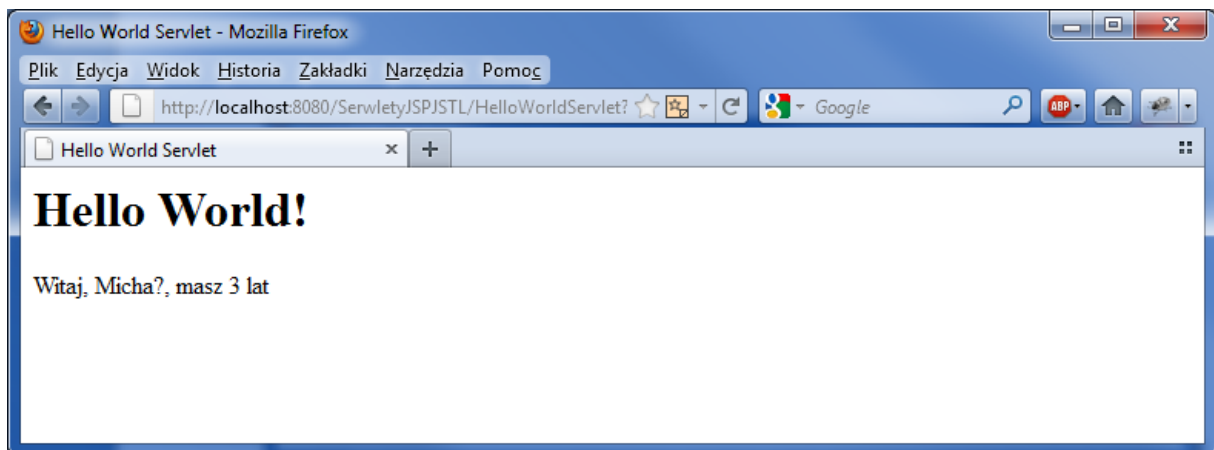 Hello World Servlet - Mozilla Firefox
Plik Edycja Widok Historia Zakładki Narzędzia Pomoc
http://localhost:8080/SerwletyJSPJSTL/HelloWorldServlet? Google ABP
Hello World Servlet
Hello World!
Witaj, Micha?, masz 3 lat